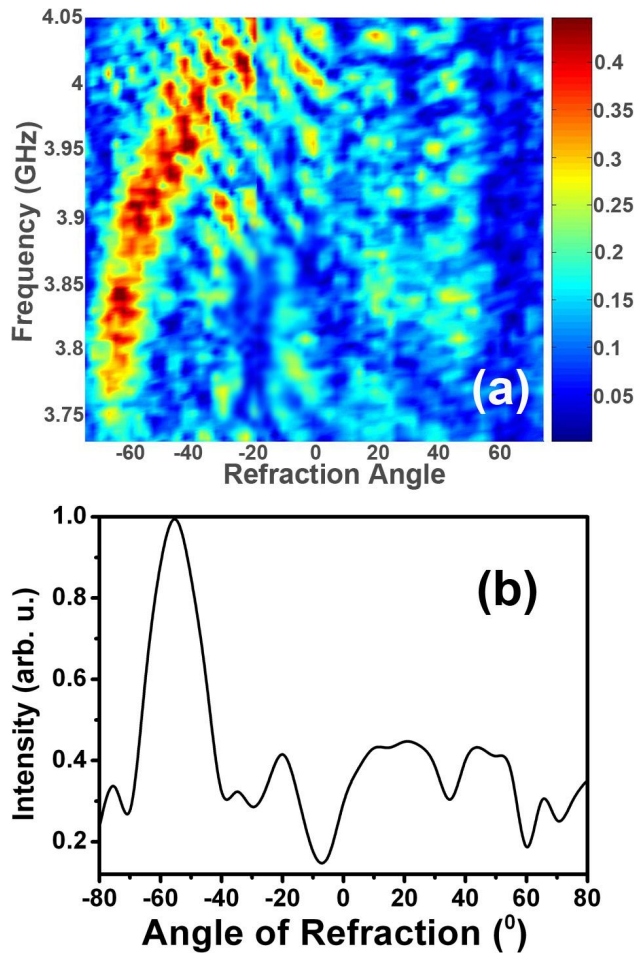 4.05
4
3.95
3.9
3.85
3.8
3.75
Frequency (GHz)
-60 -40 -20 0 20 40 60
Refraction Angle
(a)
0.4
0.35
0.3
0.25
0.2
0.15
0.1
0.05
1.0
0.8
0.6
0.4
0.2
Intensity (arb. u.)
(b)
-80 -60 -40 -20 0 20 40 60 80
Angle of Refraction (⁰)